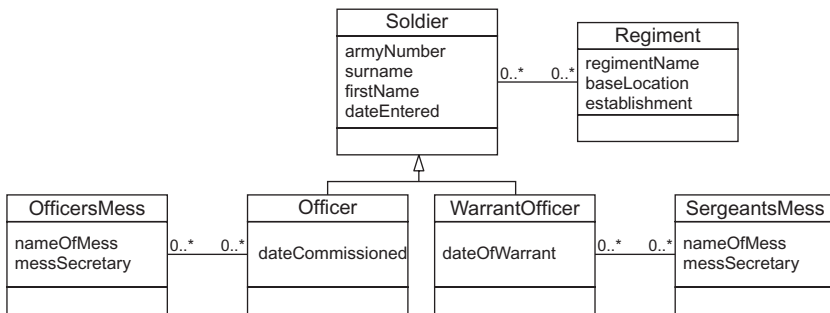 Soldier
armyNumber
surname
firstName
dateEntered
0..* 0..*
Regiment
regimentName
baseLocation
establishment
OfficersMess
nameOfMess
messSecretary
0..* 0..*
Officer
dateCommissioned
WarrantOfficer
dateOfWarrant
0..* 0..*
SergeantsMess
nameOfMess
messSecretary